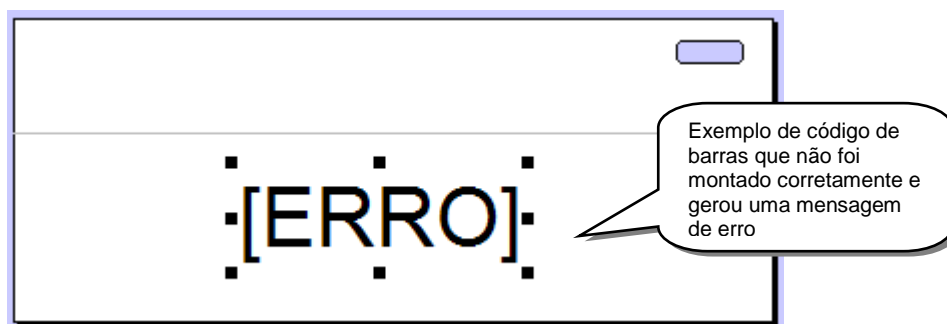 Exemplo de código de
barras que não foi
montado corretamente e
gerou uma mensagem
de erro
[ERRO]